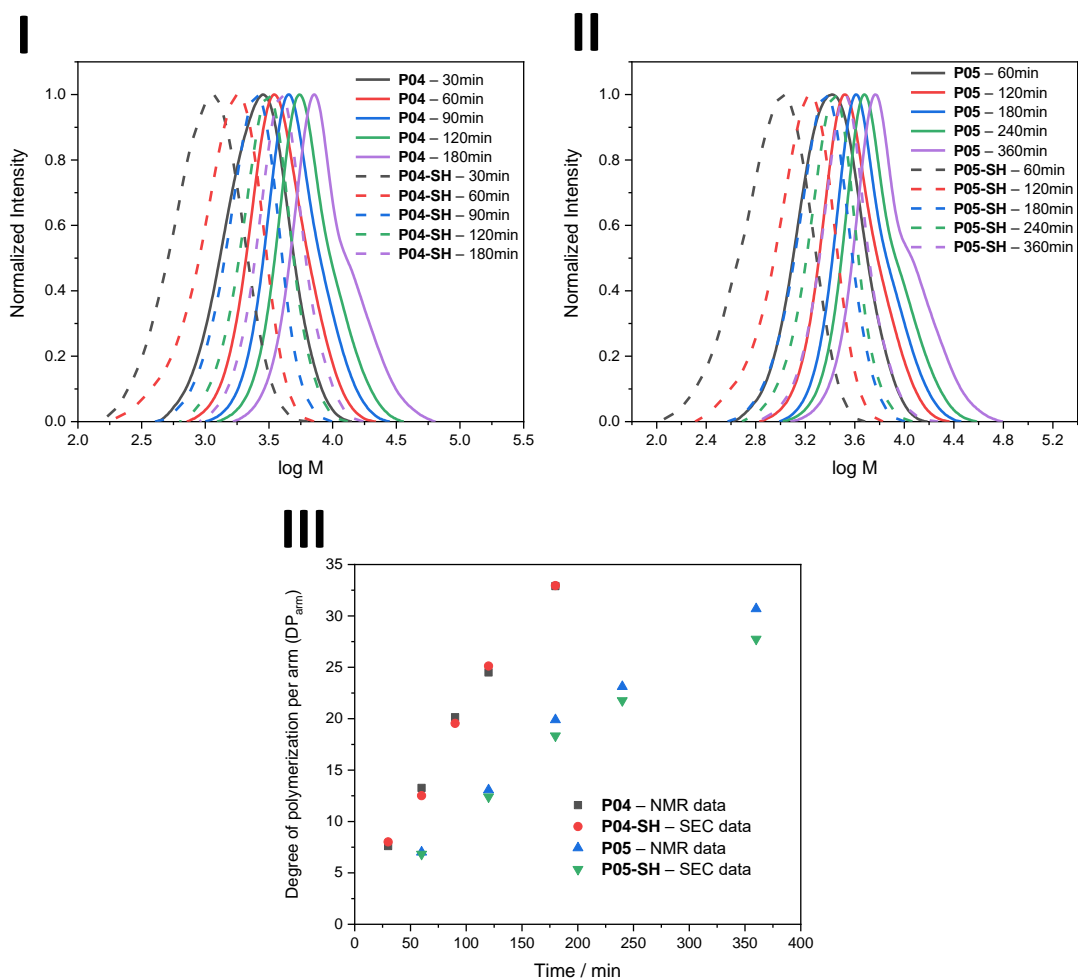 I
II
P04 – 30min
P04 – 60min
P04 – 90min
P04 – 120min
P04 – 180min
P04-SH – 30min
P04-SH – 60min
P04-SH – 90min
P04-SH – 120min
P04-SH – 180min
1.0
0.8
0.6
0.4
0.2
0.0
Normalized Intensity
2.0 2.5 3.0 3.5 4.0 4.5 5.0 5.5
log M
P05 – 60min
P05 – 120min
P05 – 180min
P05 – 240min
P05 – 360min
P05-SH – 60min
P05-SH – 120min
P05-SH – 180min
P05-SH – 240min
P05-SH – 360min
1.0
0.8
0.6
0.4
0.2
0.0
Normalized Intensity
2.0 2.4 2.8 3.2 3.6 4.0 4.4 4.8 5.2
log M
III
35
30
25
20
15
10
5
0
Degree of polymerization per arm (DParm)
P04 – NMR data
P04-SH – SEC data
P05 – NMR data
P05-SH – SEC data
0 50 100 150 200 250 300 350 400
Time / min